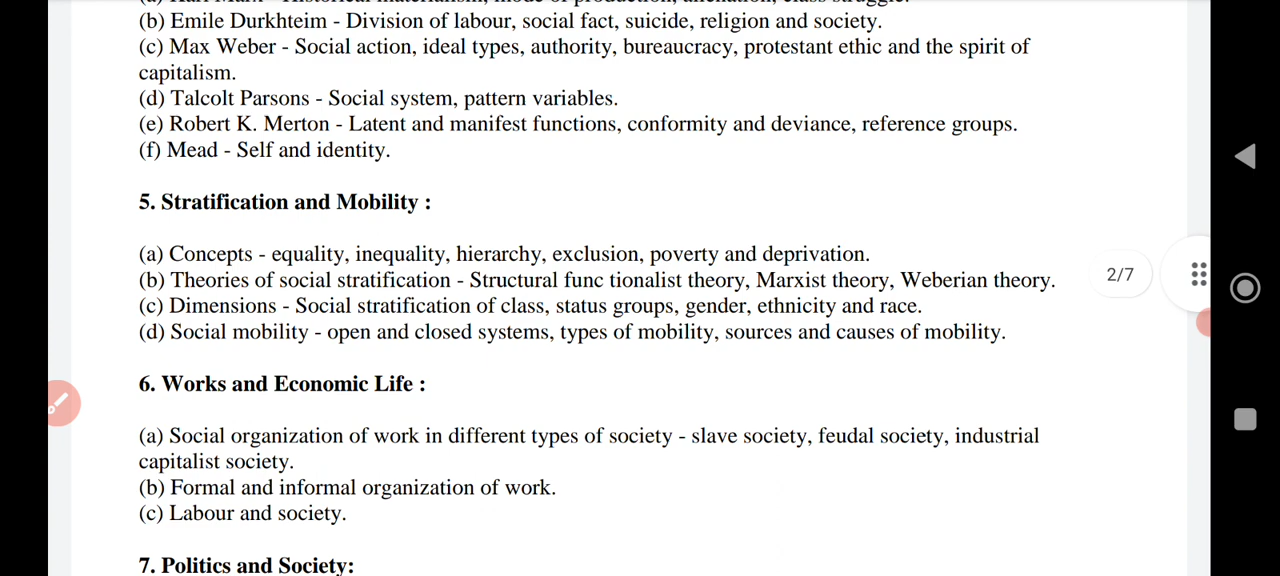 (b) Emile Durkhteim - Division of labour, social fact, suicide, religion and society.
(c) Max Weber - Social action, ideal types, authority, bureaucracy, protestant ethic and the spirit of
capitalism.
(d) Talcolt Parsons - Social system, pattern variables.
(e) Robert K. Merton - Latent and manifest functions, conformity and deviance, reference groups.
(f) Mead - Self and identity.
5. Stratification and Mobility :
(a) Concepts - equality, inequality, hierarchy, exclusion, poverty and deprivation.
(b) Theories of social stratification - Structural func tionalist theory, Marxist theory, Weberian theory.
2/7
(c) Dimensions - Social stratification of class, status groups, gender, ethnicity and race.
(d) Social mobility - open and closed systems, types of mobility, sources and causes of mobility.
6. Works and Economic Life :
(a) Social organization of work in different types of society - slave society, feudal society, industrial
capitalist society.
(b) Formal and informal organization of work.
(c) Labour and society.
7. Politics and Society: